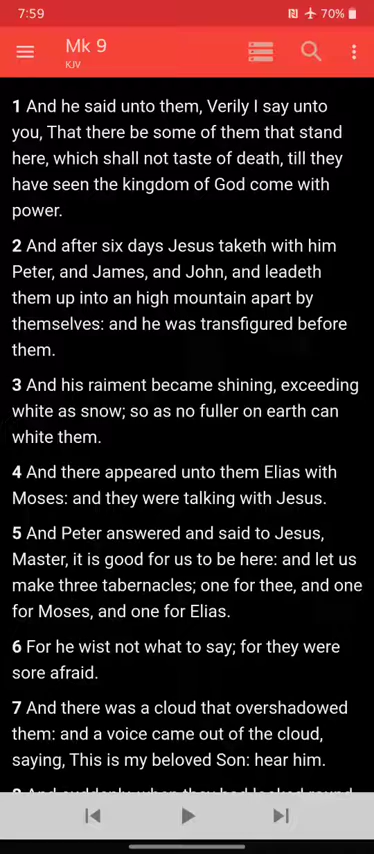 7:59
70%
Mk 9
KJV
1 And he said unto them, Verily I say unto
you, That there be some of them that stand
here, which shall not taste of death, till they
have seen the kingdom of God come with
power.
2 And after six days Jesus taketh with him
Peter, and James, and John, and leadeth
them up into an high mountain apart by
themselves: and he was transfigured before
them.
3 And his raiment became shining, exceeding
white as snow; so as no fuller on earth can
white them.
4 And there appeared unto them Elias with
Moses: and they were talking with Jesus.
5 And Peter answered and said to Jesus,
Master, it is good for us to be here: and let us
make three tabernacles; one for thee, and one
for Moses, and one for Elias.
6 For he wist not what to say; for they were
sore afraid.
7 And there was a cloud that overshadowed
them: and a voice came out of the cloud,
saying, This is my beloved Son: hear him.
8 And suddenly, when they had looked round